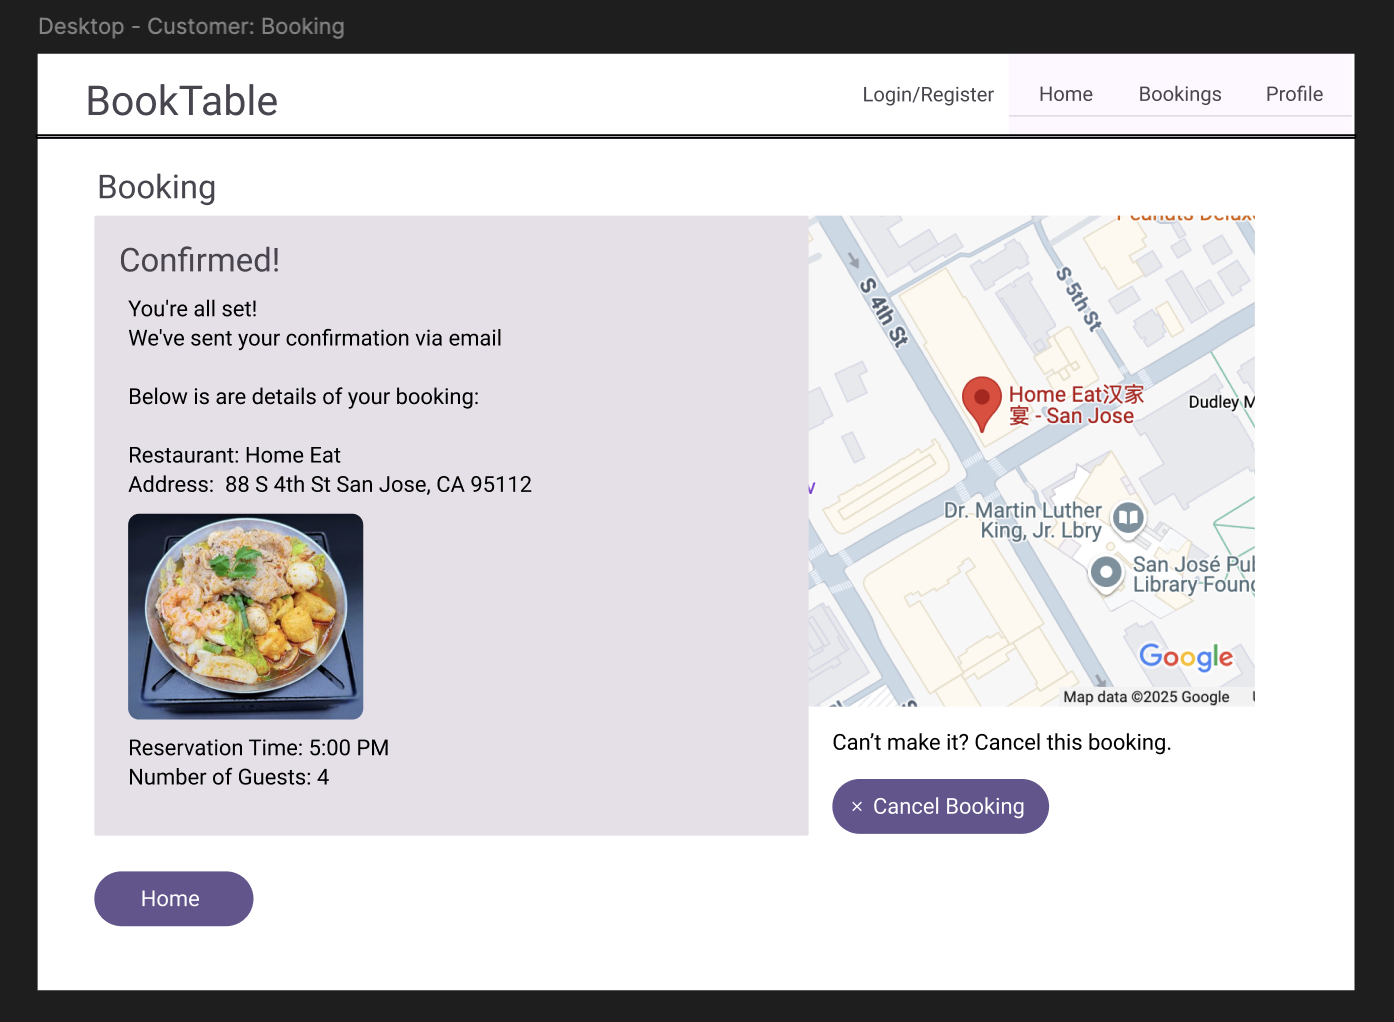 Desktop - Customer: Booking
BookTable
Login/Register
Home
Bookings
Profile
Booking
Confirmed!
You're all set!
We've sent your confirmation via email
Below is are details of your booking:
Restaurant: Home Eat
Address:  88 S 4th St San Jose, CA 95112
Reservation Time: 5:00 PM
Number of Guests: 4
S 4th St
S 5th St
Home Eat汉家
宴 - San Jose
Dudley M
Dr. Martin Luther
King, Jr. Lbry
San José Pu
Library Foun
Google
Map data ©2025 Google
Can’t make it? Cancel this booking.
× Cancel Booking
Home